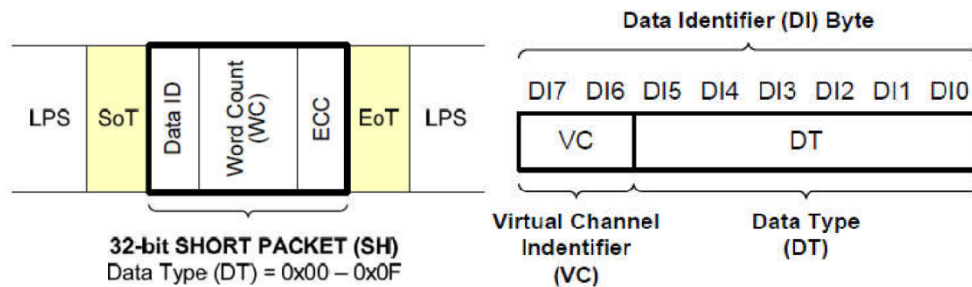 LPS
SoT
Data ID
Word Count
(WC)
ECC
EoT
LPS
32-bit SHORT PACKET (SH)
Data Type (DT) = 0x00 – 0x0F
Data Identifier (DI) Byte
DI7 DI6 DI5 DI4 DI3 DI2 DI1 DI0
VC DT
Virtual Channel
Indentifier
(VC)
Data Type
(DT)